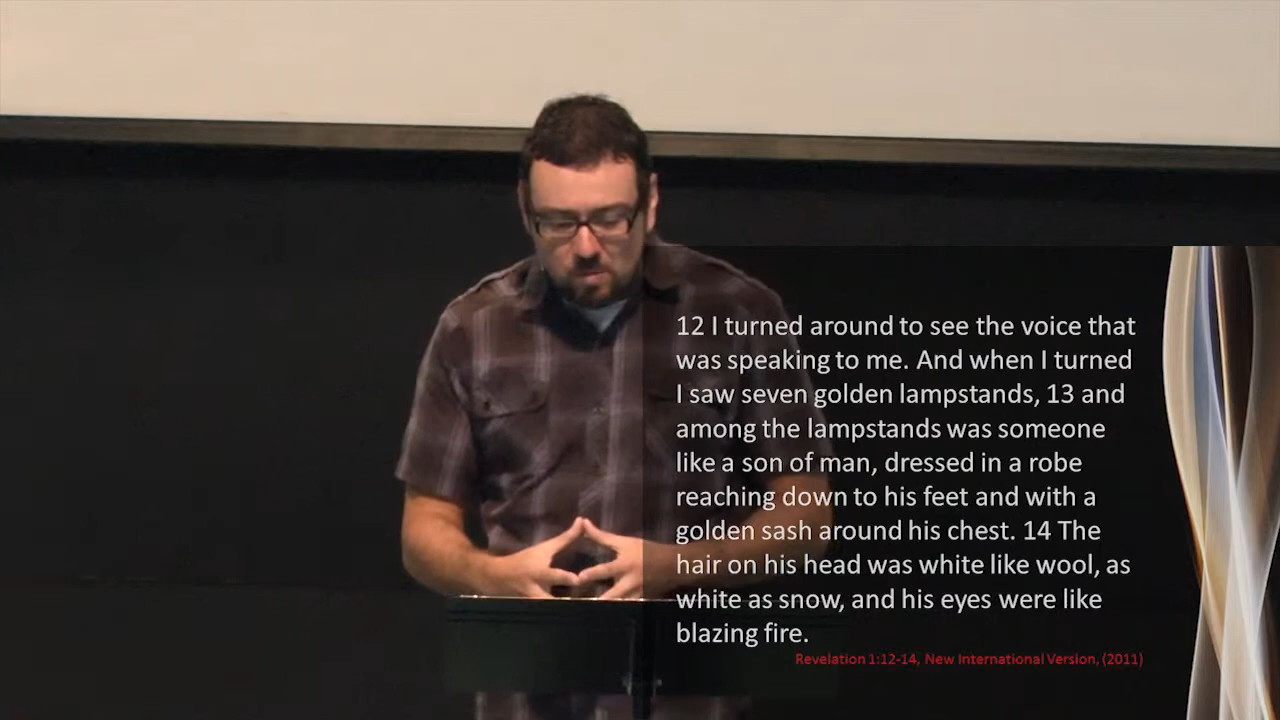 12 I turned around to see the voice that
was speaking to me. And when I turned
I saw seven golden lampstands, 13 and
among the lampstands was someone
like a son of man, dressed in a robe
reaching down to his feet and with a
golden sash around his chest. 14 The
hair on his head was white like wool, as
white as snow, and his eyes were like
blazing fire.
Revelation 1:12-14, New International Version, (2011)